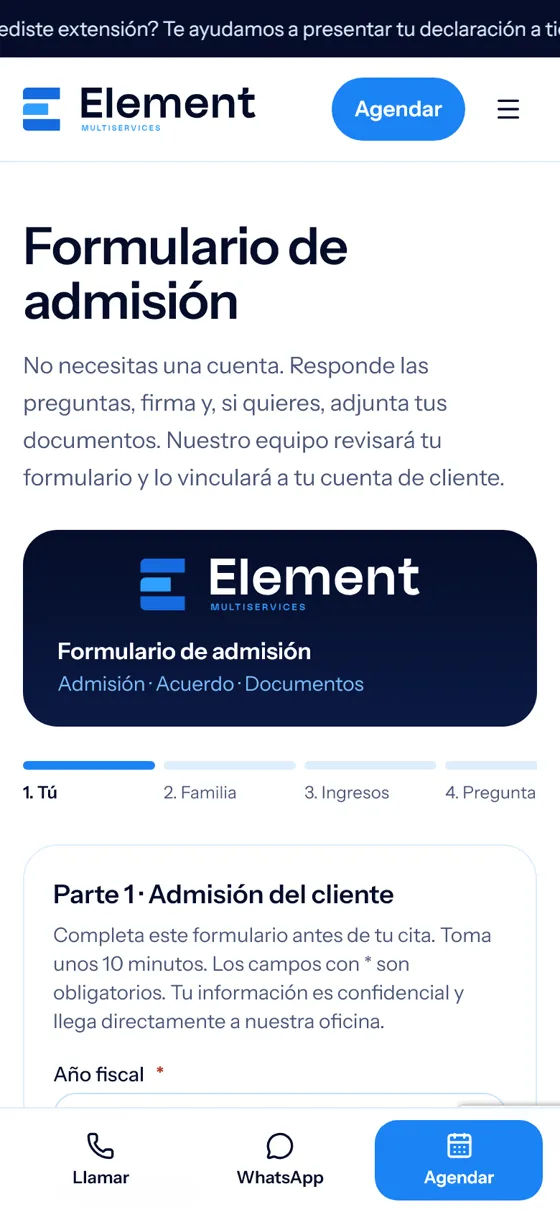 ediste extensión? Te ayudamos a presentar tu declaración a
Element
MULTISERVICES
Agendar
Formulario de
admisión
No necesitas una cuenta. Responde las
preguntas, firma y, si quieres, adjunta tus
documentos. Nuestro equipo revisará tu
formulario y lo vinculará a tu cuenta de cliente.
Element
MULTISERVICES
Formulario de admisión
Admisión · Acuerdo · Documentos
1. Tú
2. Familia
3. Ingresos
4. Pregunta
Parte 1 · Admisión del cliente
Completa este formulario antes de tu cita. Toma
unos 10 minutos. Los campos con * son
obligatorios. Tu información es confidencial y
llega directamente a nuestra oficina.
Año fiscal *
Llamar
WhatsApp
Agendar